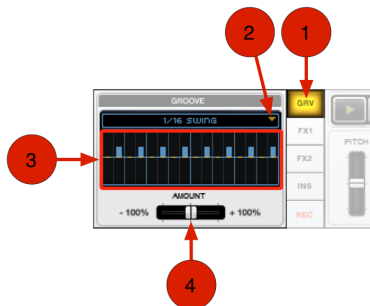 2
1
GROOVE
GRV
1/16 SWING
FX1
PITCH
3
FX2
AMOUNT
INS
- 100%
+ 100%
REC
4